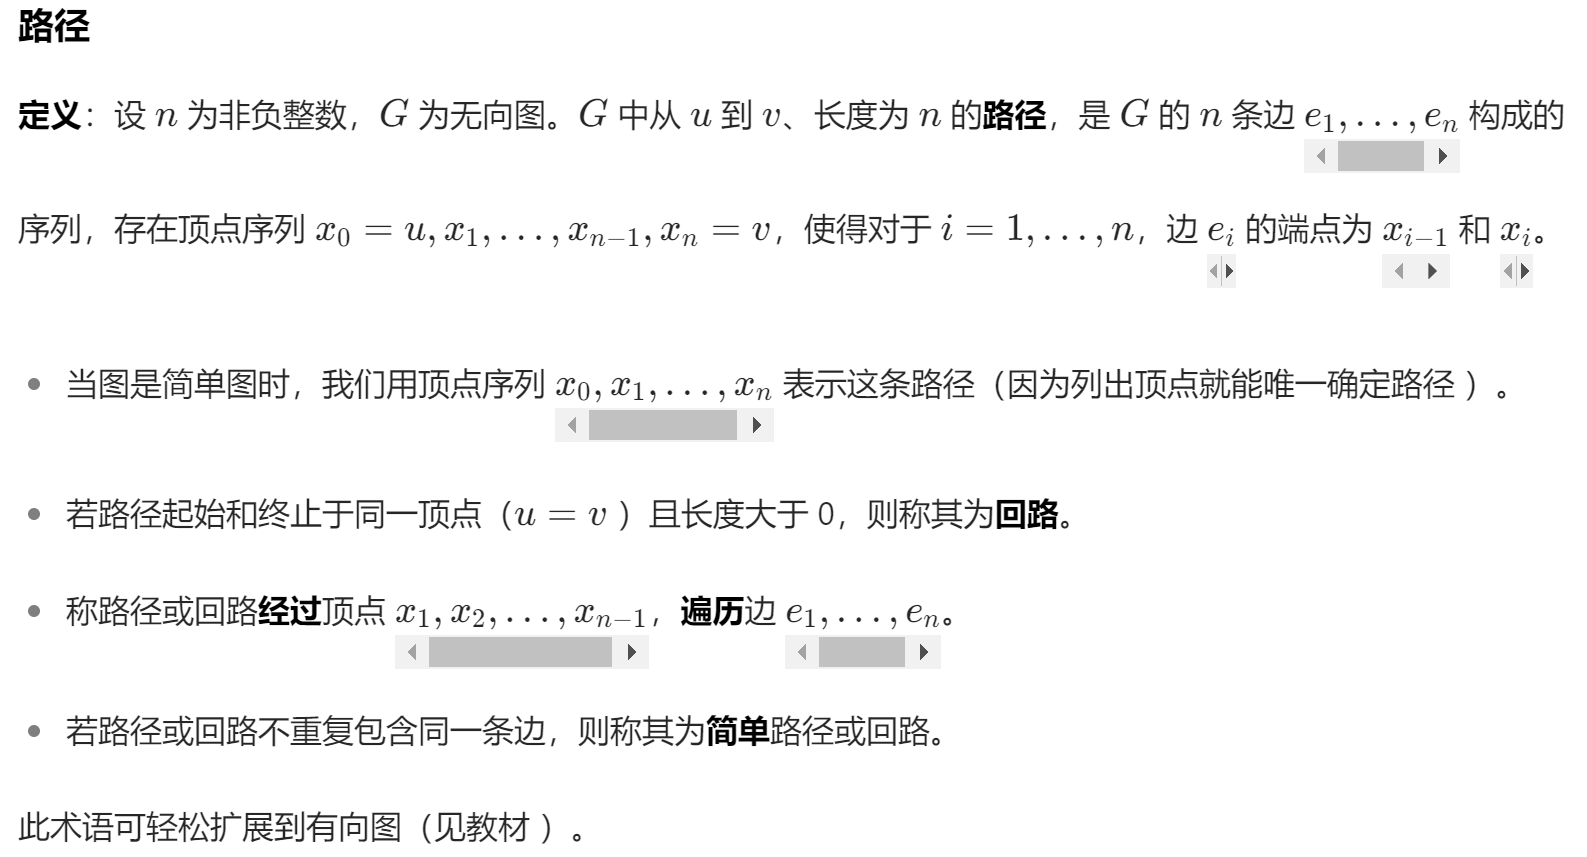 路径
定义：设 n 为非负整数，G 为无向图。G 中从 u 到 v、长度为 n 的路径，是 G 的 n 条边 e₁, . . . , eₙ 构成的
序列，存在顶点序列 x₀ = u, x₁, . . . , xₙ₋₁, xₙ = v，使得对于 i = 1, . . . , n，边 eᵢ 的端点为 xᵢ₋₁ 和 xᵢ。
• 当图是简单图时，我们用顶点序列 x₀, x₁, . . . , xₙ 表示这条路径（因为列出顶点就能唯一确定路径 ）。
• 若路径起始和终止于同一顶点（u = v ）且长度大于 0，则称其为回路。
• 称路径或回路经过顶点 x₁, x₂, . . . , xₙ₋₁，遍历边 e₁, . . . , eₙ。
• 若路径或回路不重复包含同一条边，则称其为简单路径或回路。
此术语可轻松扩展到有向图（见教材 ）。